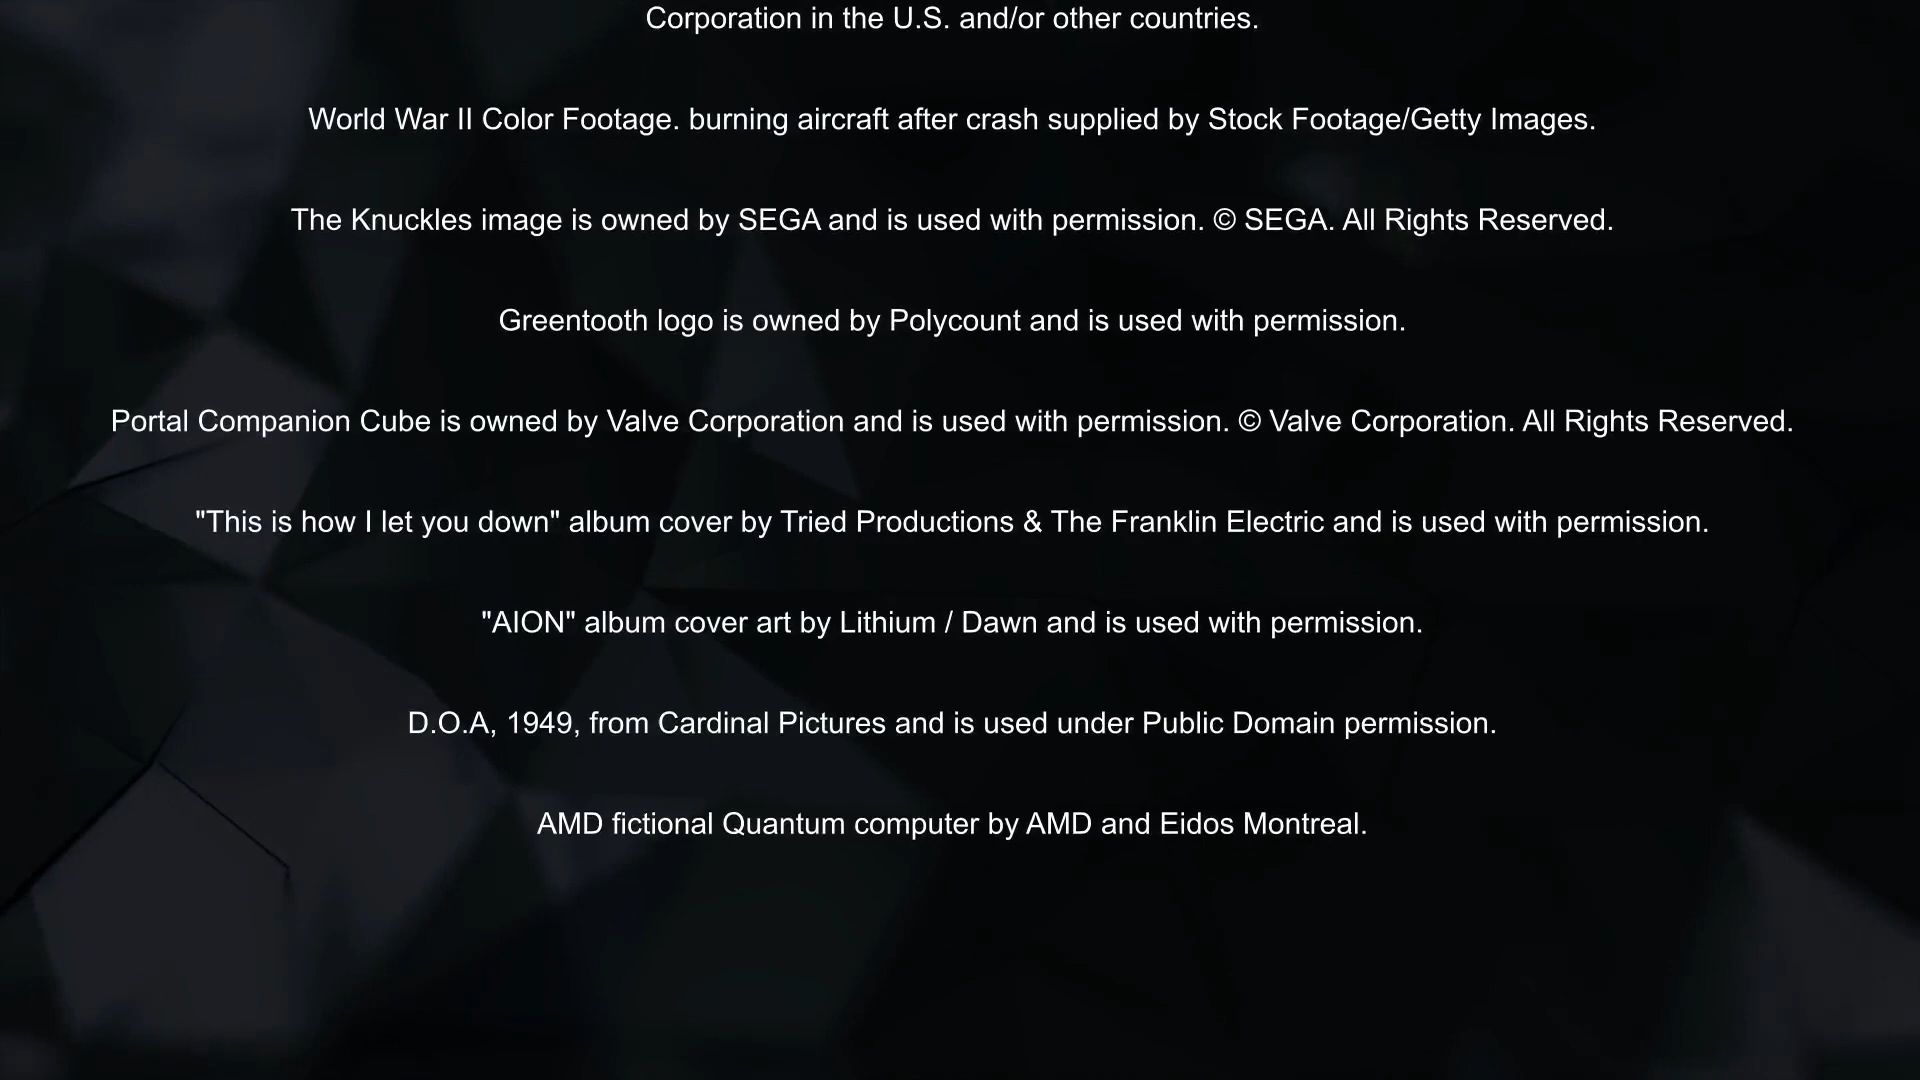 Corporation in the U.S. and/or other countries.
World War II Color Footage. burning aircraft after crash supplied by Stock Footage/Getty Images.
The Knuckles image is owned by SEGA and is used with permission. © SEGA. All Rights Reserved.
Greentooth logo is owned by Polycount and is used with permission.
Portal Companion Cube is owned by Valve Corporation and is used with permission. © Valve Corporation. All Rights Reserved.
"This is how I let you down" album cover by Tried Productions & The Franklin Electric and is used with permission.
"AION" album cover art by Lithium / Dawn and is used with permission.
D.O.A, 1949, from Cardinal Pictures and is used under Public Domain permission.
AMD fictional Quantum computer by AMD and Eidos Montreal.